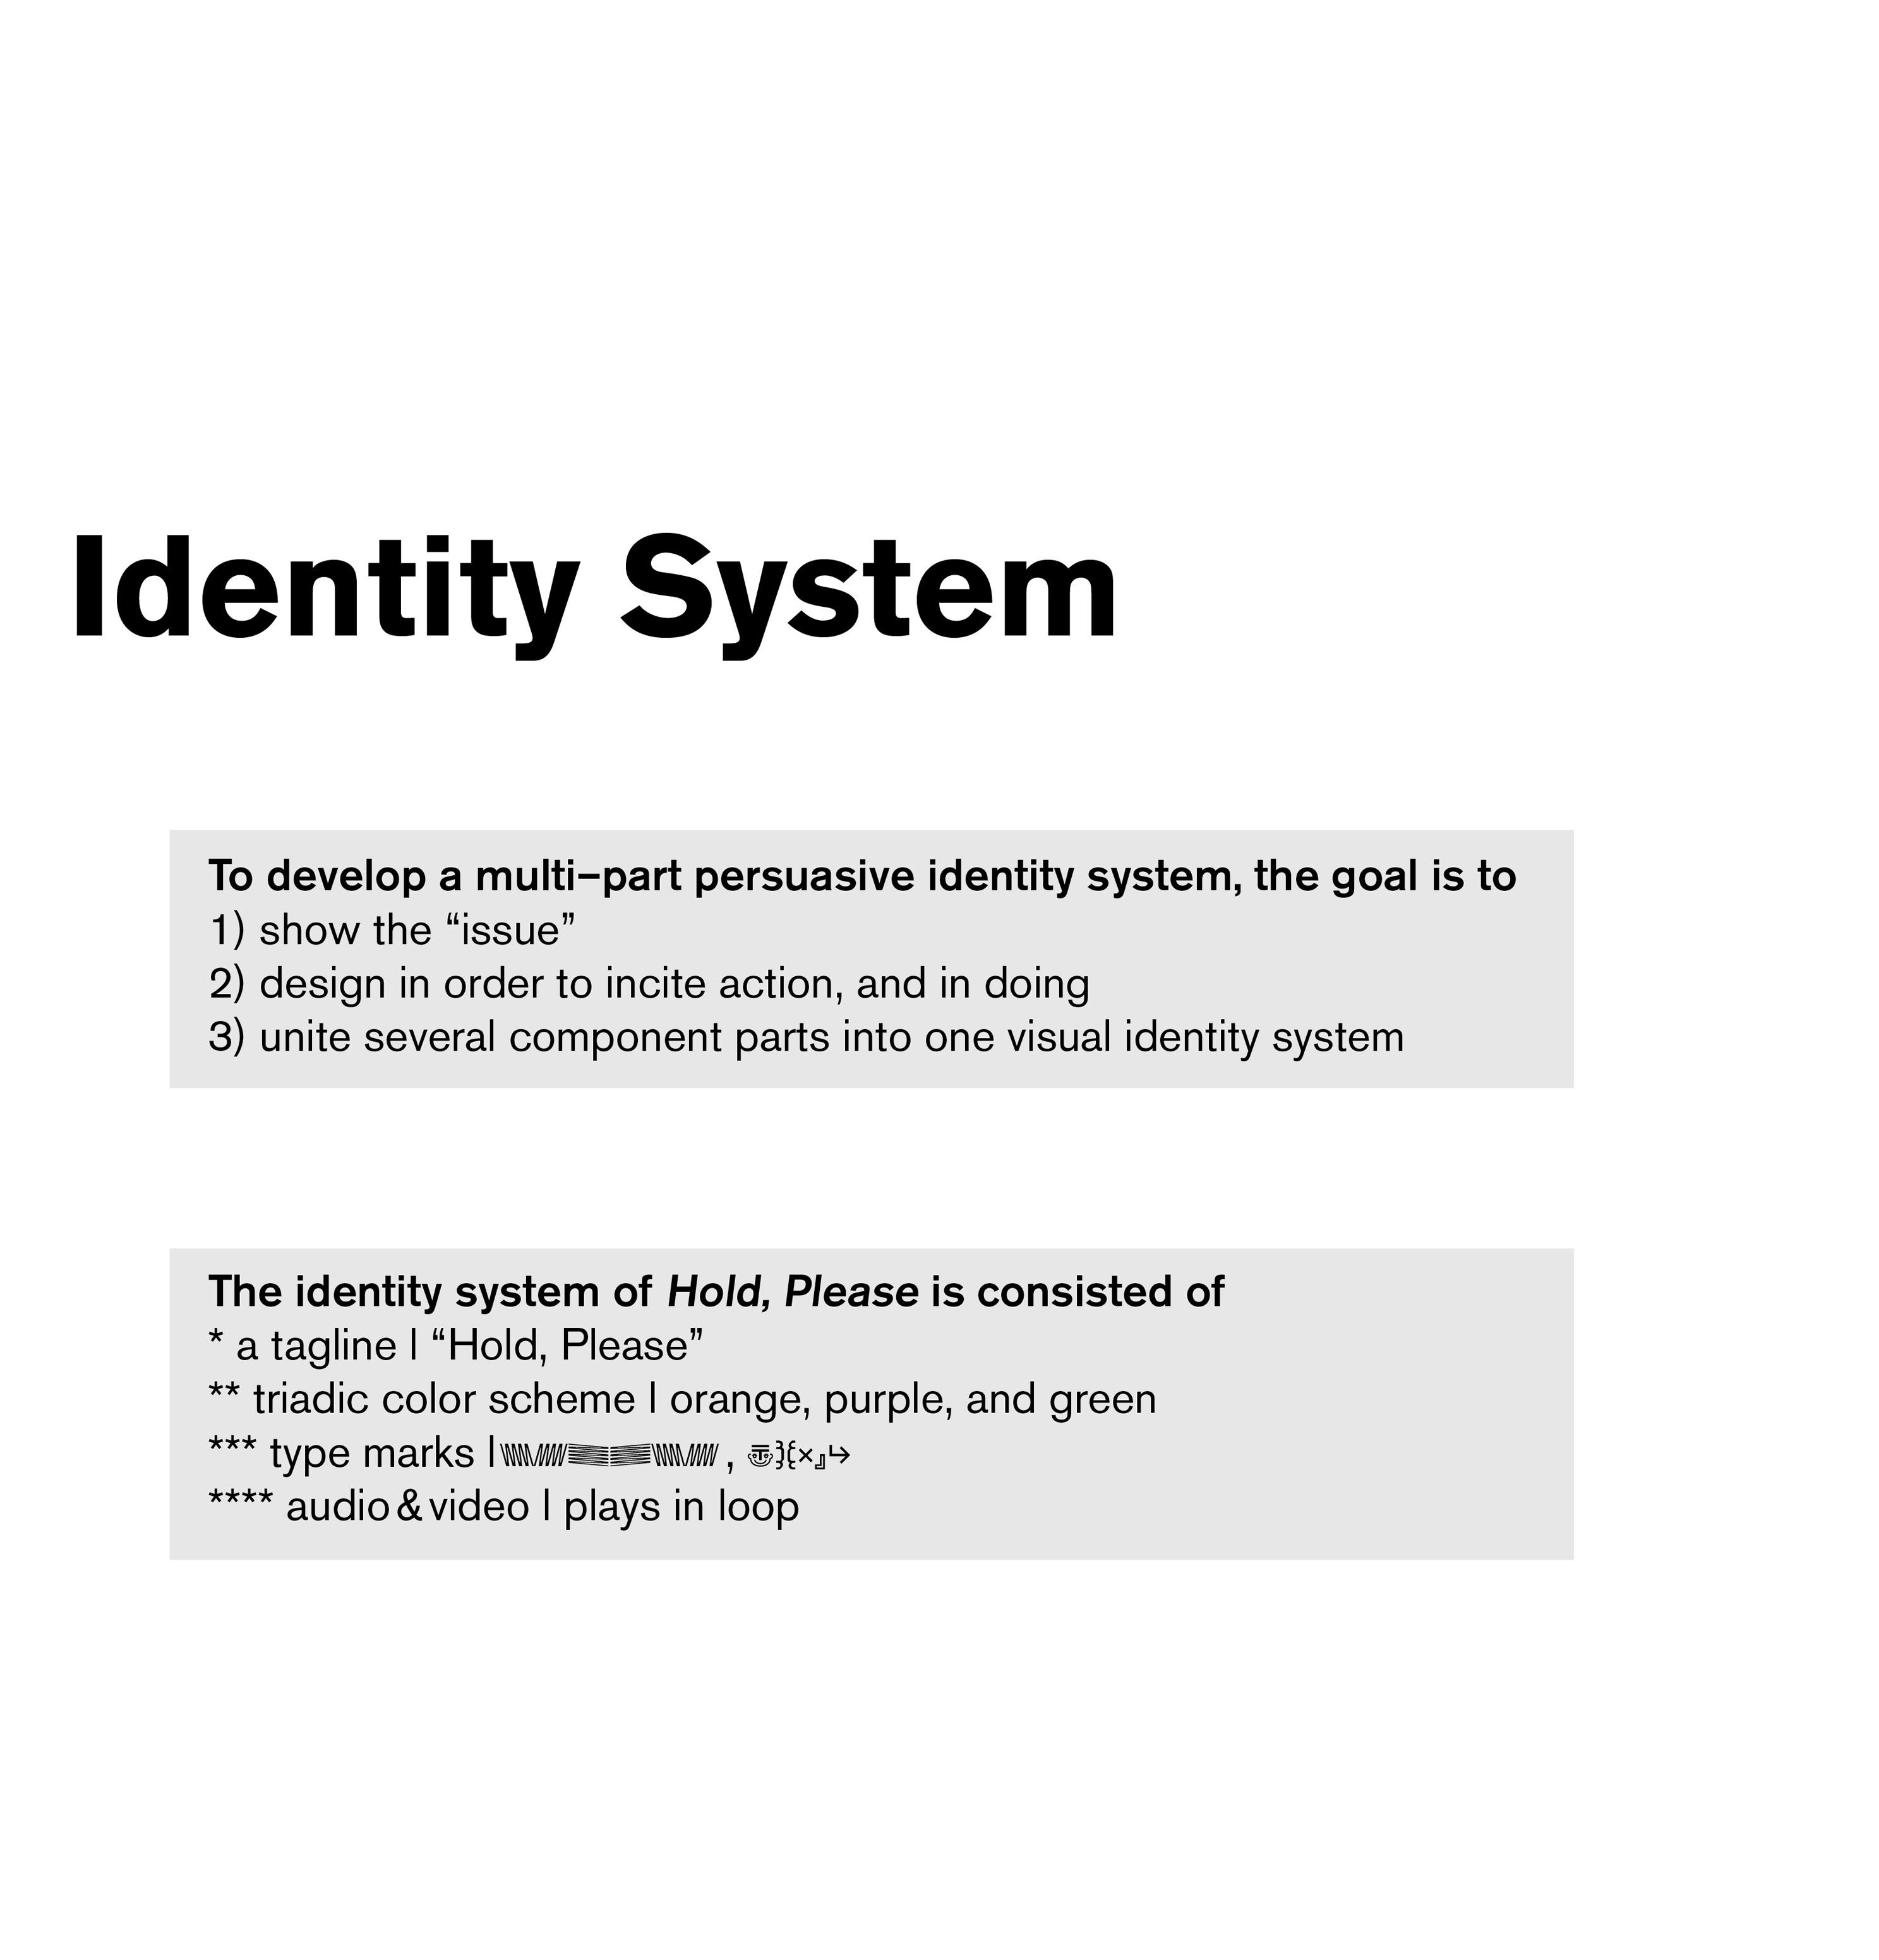 Identity System
To develop a multi–part persuasive identity system, the goal is to
1) show the “issue”
2) design in order to incite action, and in doing
3) unite several component parts into one visual identity system
The identity system of Hold, Please is consisted of
* a tagline | “Hold, Please”
** triadic color scheme | orange, purple, and green
*** type marks | ,
**** audio & video | plays in loop